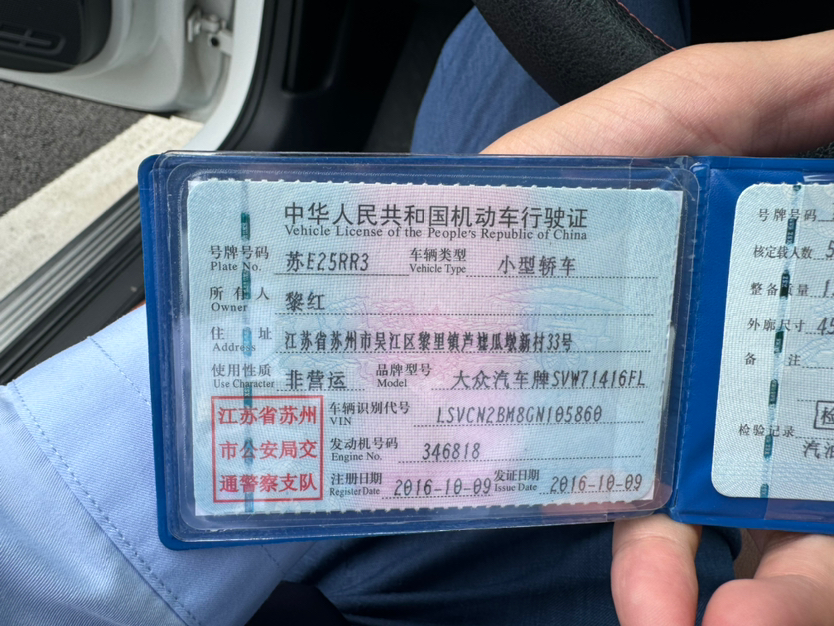 中华人民共和国机动车行驶证
Vehicle License of the People's Republic of China
号牌号码 苏E25RR3 车辆类型 小型轿车
Plate No. Vehicle Type
所有人 黎红
Owner
住址 江苏省苏州市吴江区黎里镇芦墟瓜墩新村33号
Address
使用性质 非营运 品牌型号 大众汽车牌SVW71416FL
Use Character Model
江苏省苏州
市公安局交
通警察支队
车辆识别代号 LSVCN2BM8GN105860
VIN
发动机号码 346818
Engine No.
注册日期 2016-10-09 发证日期 2016-10-09
Register Date Issue Date
号牌号码
核定载人数 5
整备质量 1
外廓尺寸 45
备注
检
检验记录
汽油